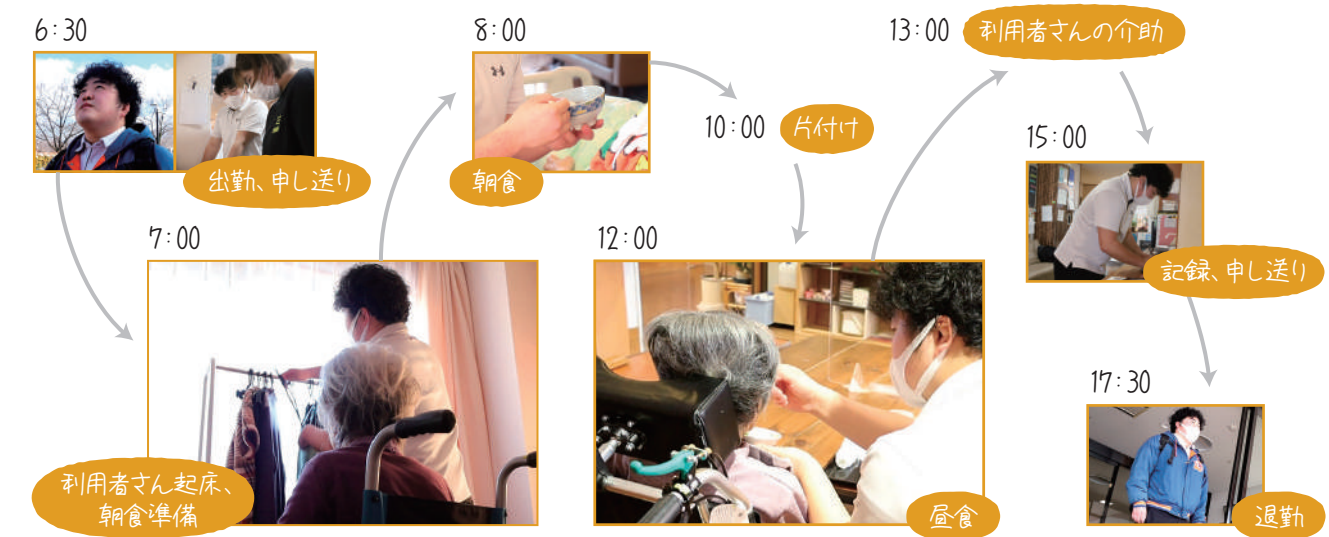 6:30
出勤、申し送り
7:00
利用者さん起床、
朝食準備
8:00
朝食
10:00 片付け
12:00
昼食
13:00 利用者さんの介助
15:00
記録、申し送り
17:30
退勤